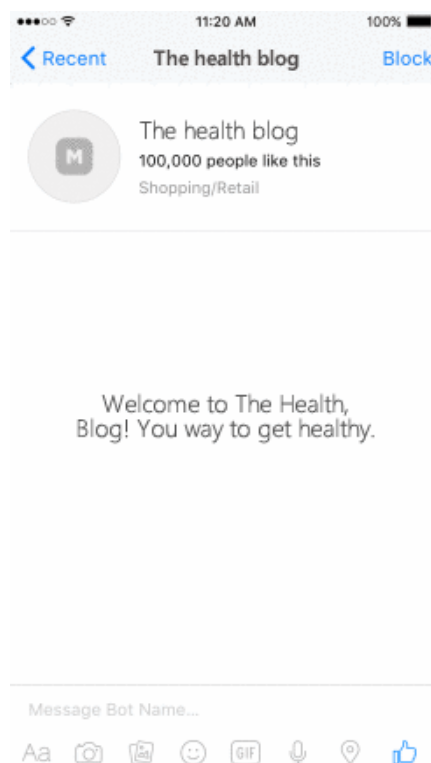 11:20 AM 100%
Recent The health blog Block
M
The health blog
100,000 people like this
Shopping/Retail
Welcome to The Health,
Blog! You way to get healthy.
Message Bot Name...
Aa GIF